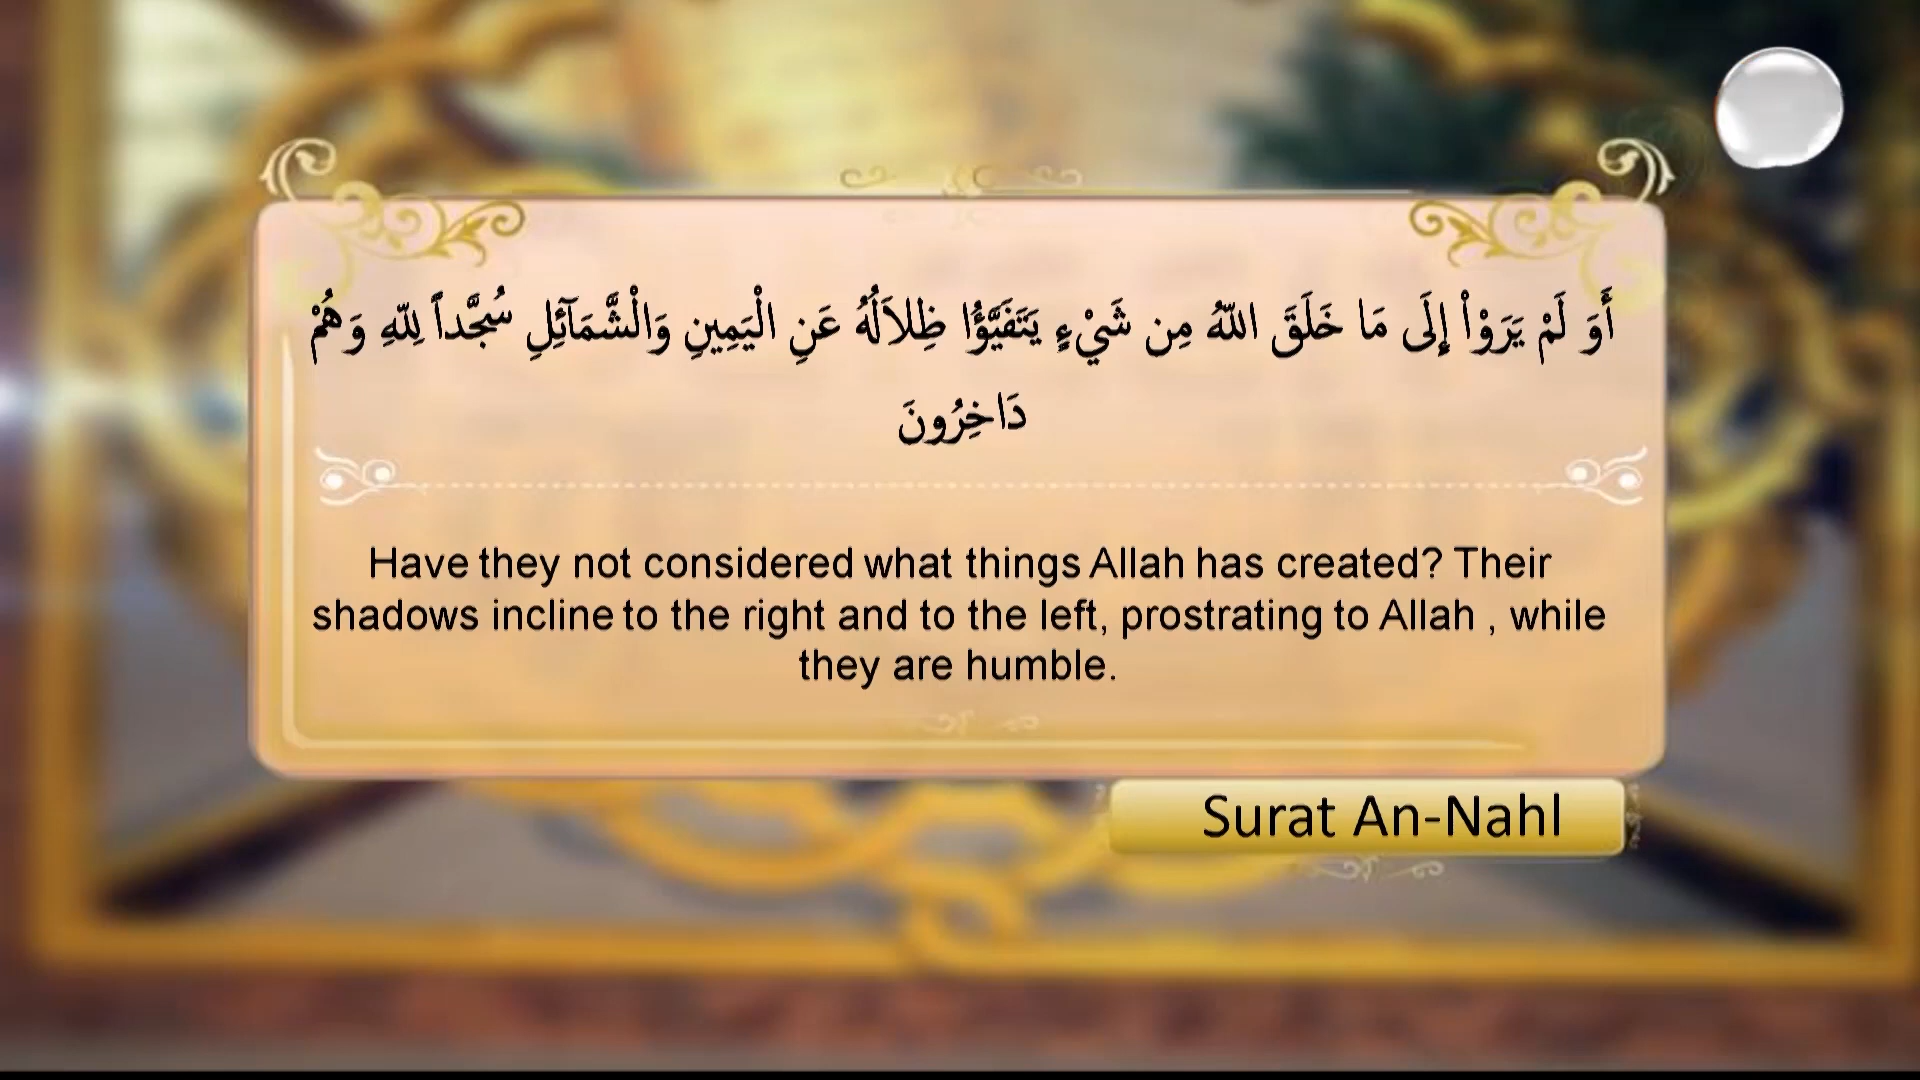 أَوَ لَمْ يَرَوْاْ إِلَى مَا خَلَقَ اللّهُ مِن شَيْءٍ يَتَفَيَّؤُا ظِلاَلُهُ عَنِ الْيَمِينِ وَالْشَّمَآئِلِ سُجَّداً لِلّهِ وَهُمْ
دَاخِرُونَ
Have they not considered what things Allah has created? Their
shadows incline to the right and to the left, prostrating to Allah , while
they are humble.
Surat An-Nahl